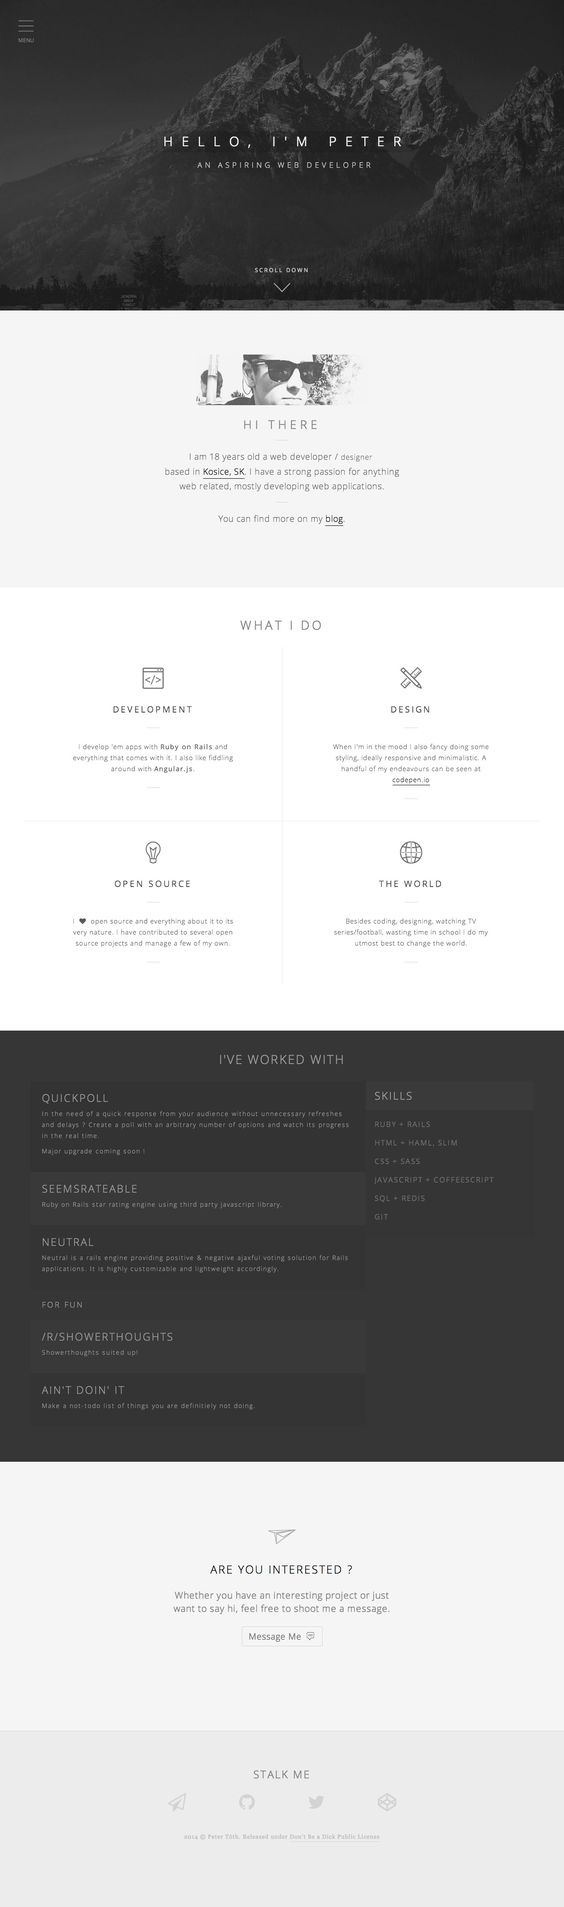 MENU
HELLO, I'M PETER
AN ASPIRING WEB DEVELOPER
SCROLL DOWN
HI THERE
I am 18 years old a web developer / designer
based in Kosice, SK. I have a strong passion for anything
web related, mostly developing web applications.
You can find more on my blog.
WHAT I DO
DEVELOPMENT
I develop 'em apps with Ruby on Rails and
everything that comes with it. I also like fiddling
around with Angular.js.
DESIGN
When I'm in the mood I also fancy doing some
styling, ideally responsive and minimalistic. A
handful of my endeavours can be seen at
codepen.io
OPEN SOURCE
I ♥ open source and everything about it to its
very nature. I have contributed to several open
source projects and manage a few of my own.
THE WORLD
Besides coding, designing, watching TV
series/football, wasting time in school I do my
utmost best to change the world.
I'VE WORKED WITH
QUICKPOLL
In the need of a quick response from your audience without unnecessary refreshes
and delays ? Create a poll with an arbitrary number of options and watch its progress
in the real time.
Major upgrade coming soon !
SEEMSRATEABLE
Ruby on Rails star rating engine using third party javascript library.
NEUTRAL
Neutral is a rails engine providing positive & negative ajaxful voting solution for Rails
applications. It is highly customizable and lightweight accordingly.
FOR FUN
/R/SHOWERTHOUGHTS
Showerthoughts suited up!
AIN'T DOIN' IT
Make a not-todo list of things you are definitiely not doing.
SKILLS
RUBY + RAILS
HTML + HAML, SLIM
CSS + SASS
JAVASCRIPT + COFFEESCRIPT
SQL + REDIS
GIT
ARE YOU INTERESTED ?
Whether you have an interesting project or just
want to say hi, feel free to shoot me a message.
Message Me
STALK ME
2014 © Peter Tóth. Released under Don't Be a Dick Public License